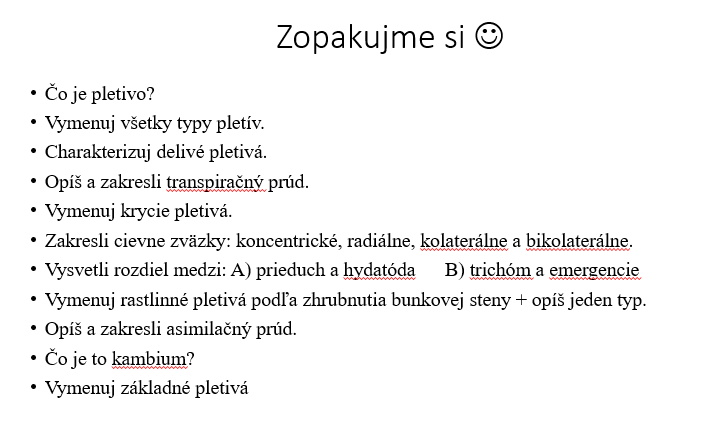 Zopakujme si ☺
• Čo je pletivo?
• Vymenuj všetky typy pletív.
• Charakterizuj delivé pletivá.
• Opíš a zakresli transpiračný prúd.
• Vymenuj krycie pletivá.
• Zakresli cievne zväzky: koncentrické, radiálne, kolaterálne a bikolaterálne.
• Vysvetli rozdiel medzi: A) prieduch a hydatóda B) trichóm a emergencie
• Vymenuj rastlinné pletivá podľa zhrubnutia bunkovej steny + opíš jeden typ.
• Opíš a zakresli asimilačný prúd.
• Čo je to kambium?
• Vymenuj základné pletivá